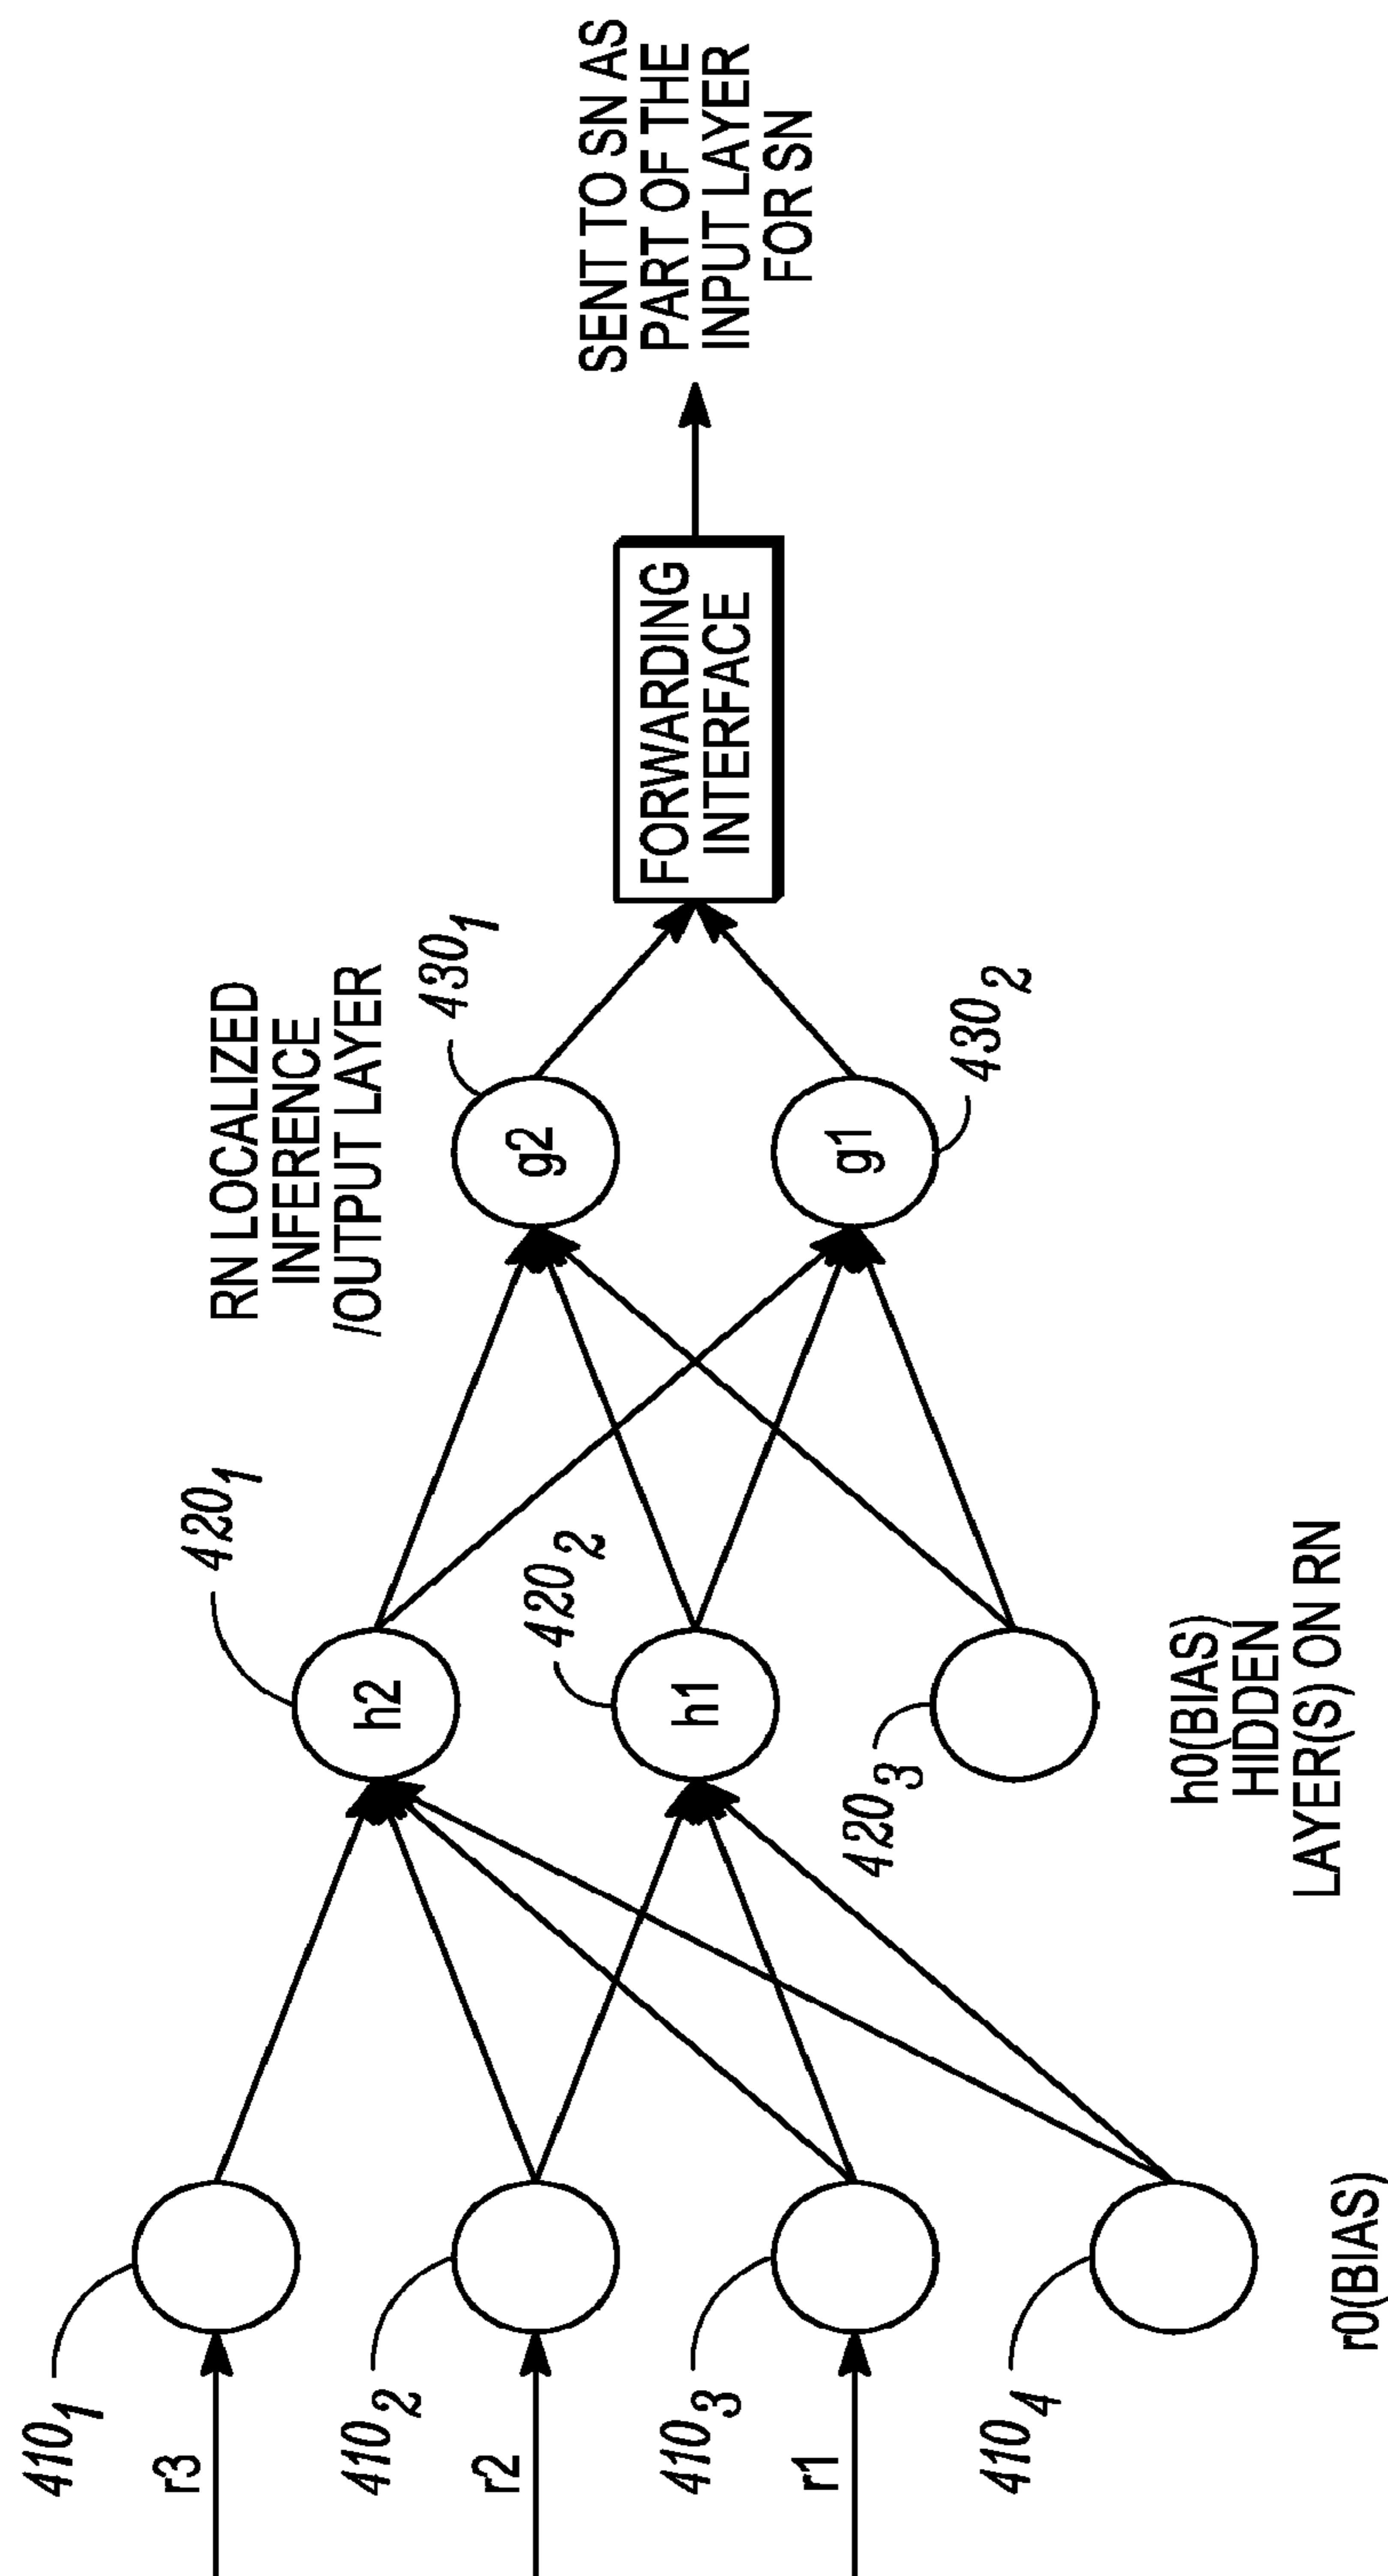 410₁
r3
410₂
r2
410₃
r1
410₄
r0(BIAS)
420₁
h2
420₂
h1
420₃
h0(BIAS)
HIDDEN
LAYER(S) ON RN
RN LOCALIZED
INFERENCE
/OUTPUT LAYER
430₁
g2
g1
430₂
FORWARDING
INTERFACE
SENT TO SN AS
PART OF THE
INPUT LAYER
FOR SN